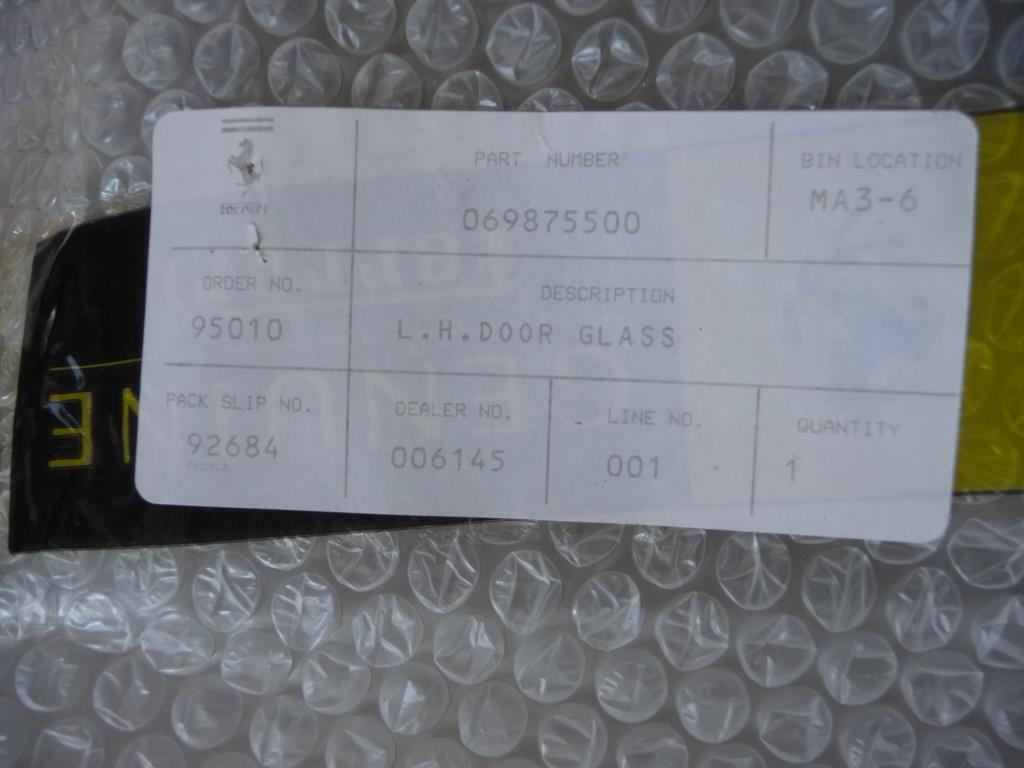 Ferrari
PART NUMBER
069875500
BIN LOCATION
MA3-6
ORDER NO.
95010
DESCRIPTION
L.H.DOOR GLASS
PACK SLIP NO.
92684
DEALER NO.
006145
LINE NO.
001
QUANTITY
1